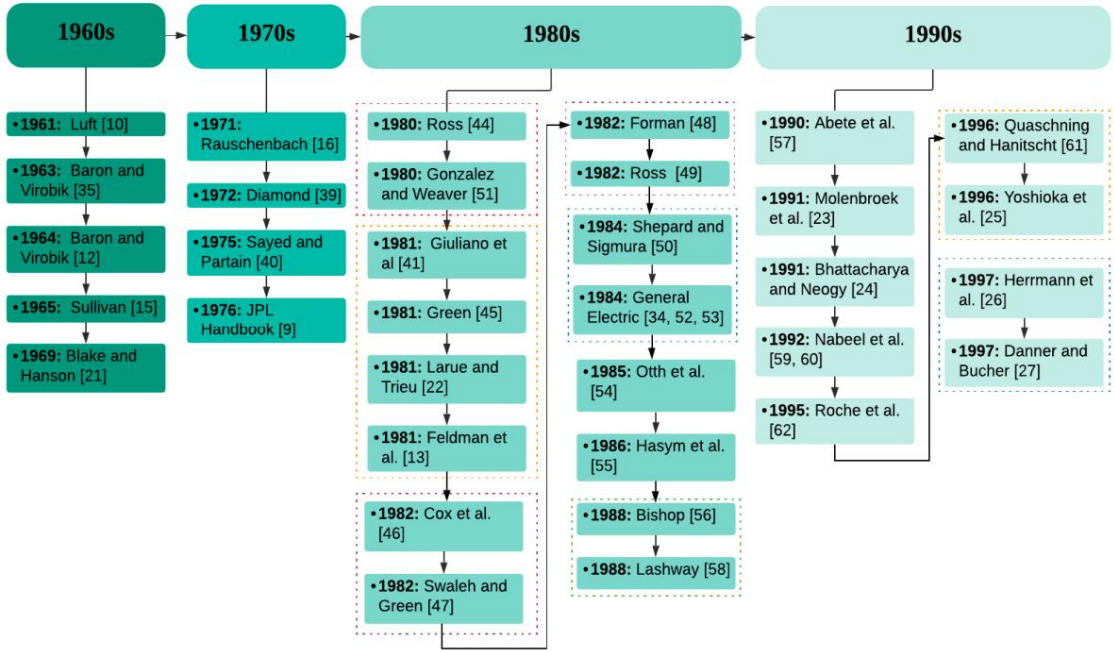 1960s
1970s
1980s
1990s
•1961: Luft [10]
•1963:
Baron and
Virobik
[35]
•1964:
Baron and
Virobik [12]
•1965: Sullivan [15]
•1969: Blake and
Hanson [21]
•1971:
Rauschenbach [16]
•1972: Diamond [39]
•1975: Sayed and
Partain [40]
•1976: JPL
Handbook [9]
•1980: Ross [44]
•1980: Gonzalez
and Weaver [51]
•1981: Giuliano et
al [41]
•1981: Green [45]
•1981: Larue and
Trieu [22]
•1981: Feldman et
al. [13]
•1982: Cox et al.
[46]
•1982: Swaleh and
Green [47]
•1982: Forman [48]
•1982: Ross [49]
•1984: Shepard and
Sigmura [50]
•1984: General
Electric [34, 52, 53]
•1985: Otth et al.
[54]
•1986: Hasym et al.
[55]
•1988: Bishop [56]
•1988: Lashway [58]
•1990: Abete et al.
[57]
•1991: Molenbroek
et al. [23]
•1991: Bhattacharya
and Neogy [24]
•1992: Nabeel et al.
[59, 60]
•1995: Roche et al.
[62]
•1996: Quaschning
and Hanitscht [61]
•1996: Yoshioka et
al. [25]
•1997: Herrmann et
al. [26]
•1997: Danner and
Bucher [27]